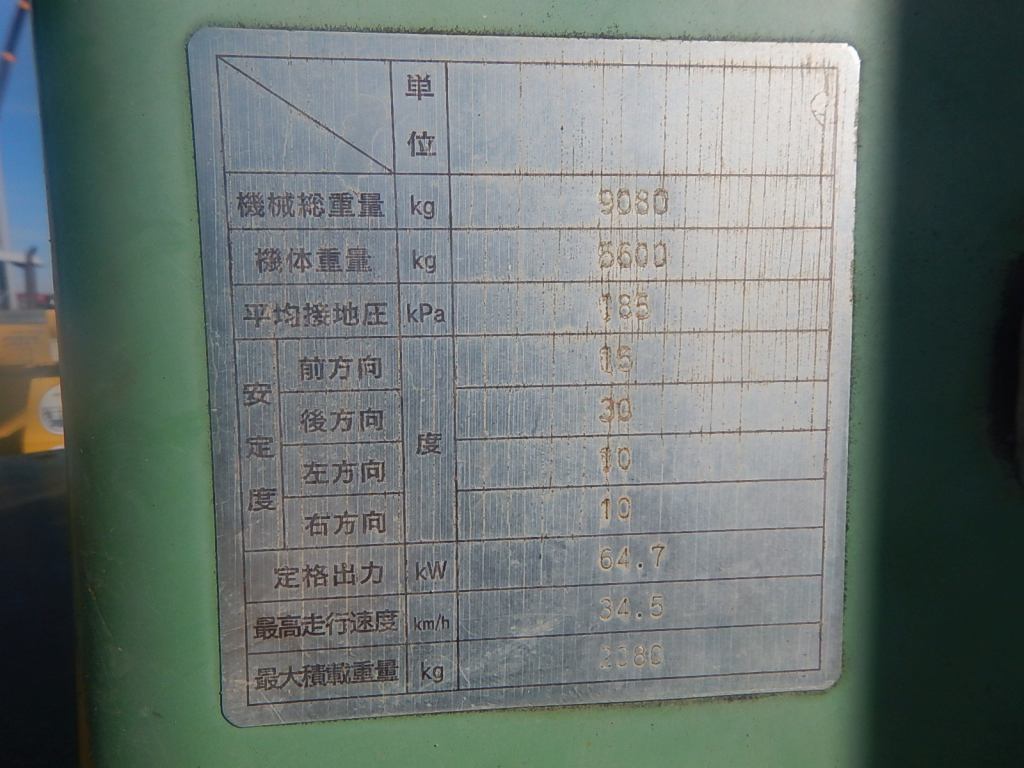 単
位
機械総重量 kg 9080
機体重量 kg
平均接地圧 kPa 185
安定度 度
前方向 15
後方向 30
左方向 10
右方向 10
定格出力 kW 64.7
最高走行速度 km/h 34.5
最大積載重量 kg 2080